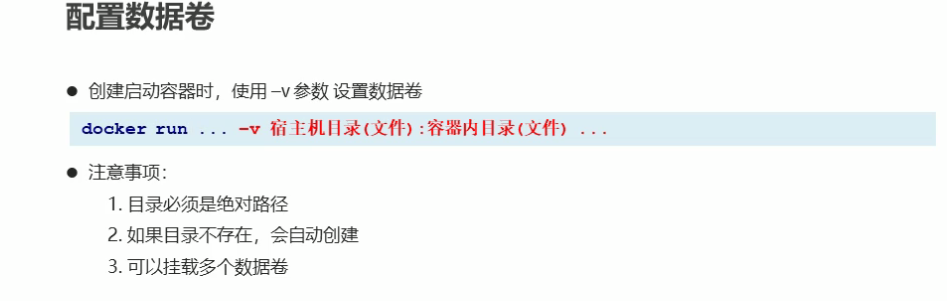 配置数据卷
● 创建启动容器时，使用 –v 参数 设置数据卷
docker run ... –v 宿主机目录(文件):容器内目录(文件) ...
● 注意事项：
1. 目录必须是绝对路径
2. 如果目录不存在，会自动创建
3. 可以挂载多个数据卷